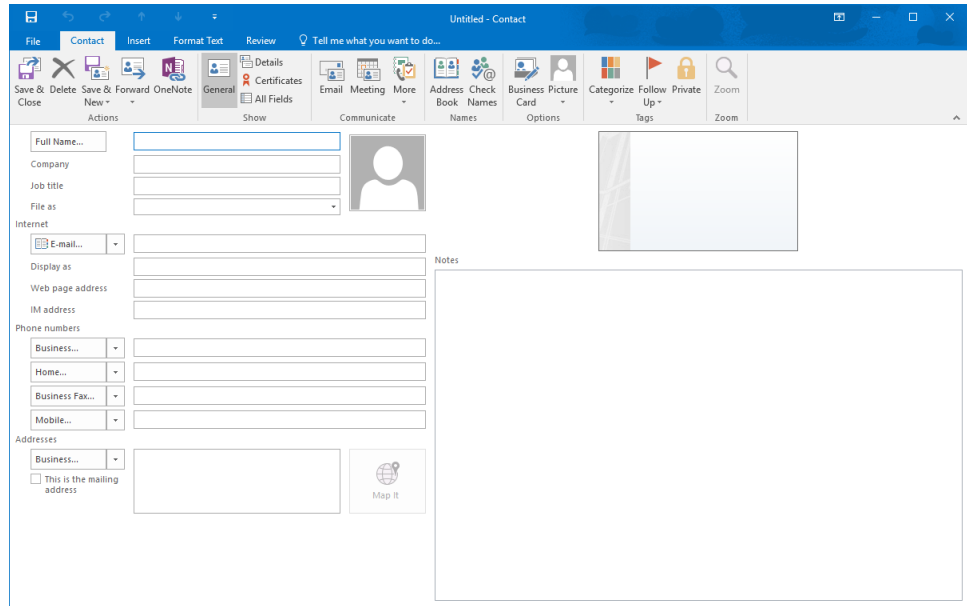 Untitled - Contact
File Contact Insert Format Text Review Tell me what you want to do...
Save & Close
Delete
Save & New
Forward
OneNote
Actions
General
Details
Certificates
All Fields
Show
Email
Meeting
More
Communicate
Address Book
Check Names
Names
Business Card
Picture
Options
Categorize
Follow Up
Private
Tags
Zoom
Zoom
Full Name...
Company
Job title
File as
Internet
E-mail...
Display as
Web page address
IM address
Phone numbers
Business...
Home...
Business Fax...
Mobile...
Addresses
Business...
This is the mailing
address
Map It
Notes